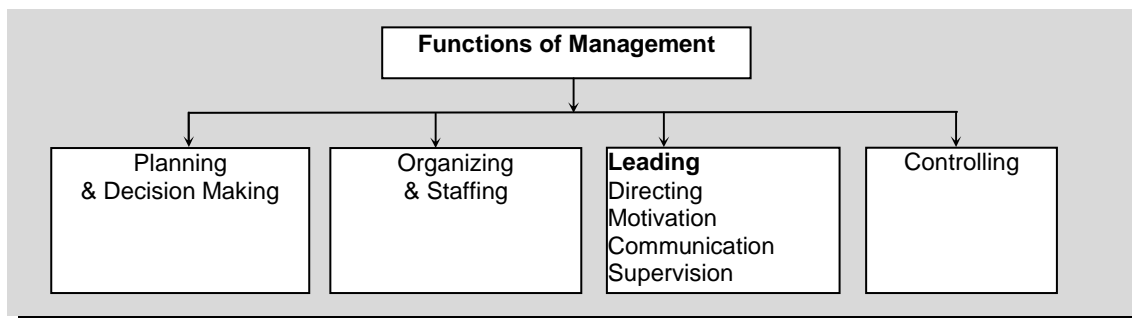 Functions of Management
Planning
& Decision Making
Organizing
& Staffing
Leading
Directing
Motivation
Communication
Supervision
Controlling